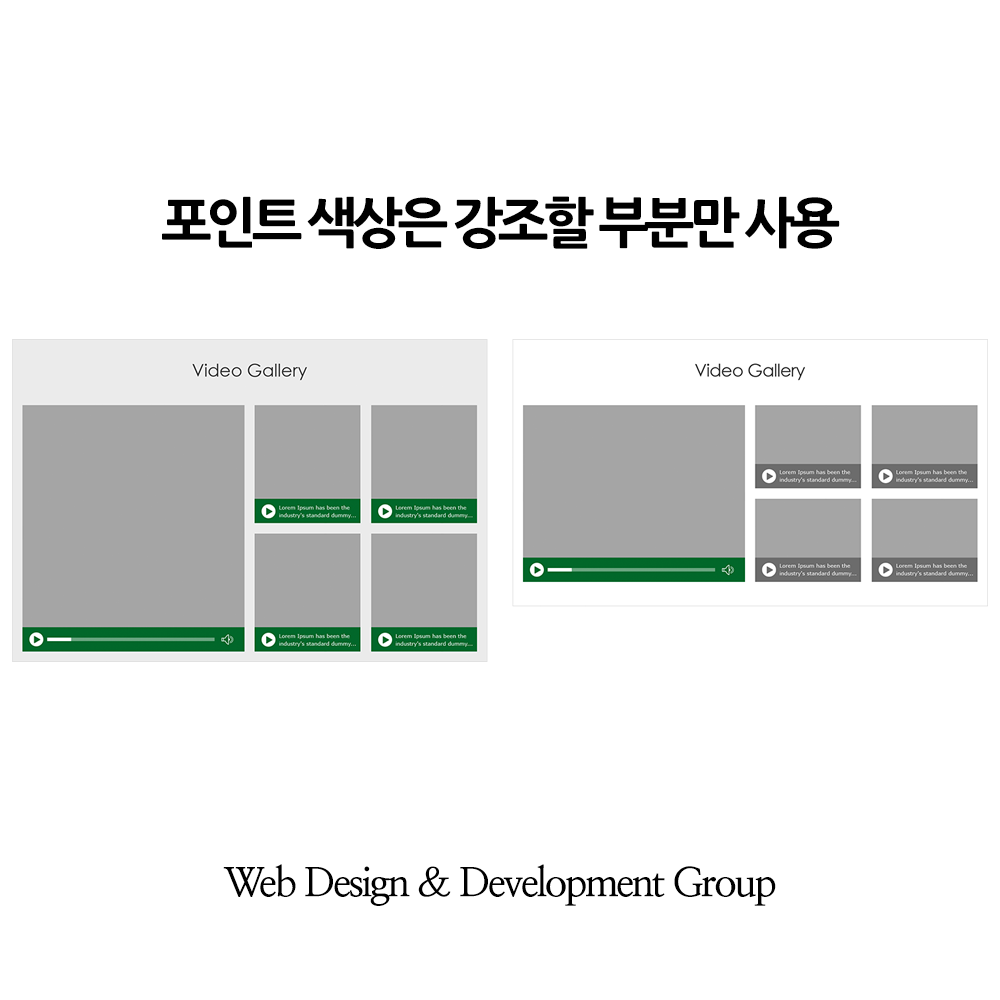 포인트 색상은 강조할 부분만 사용
Video Gallery
Lorem Ipsum has been the
industry's standard dummy...
Lorem Ipsum has been the
industry's standard dummy...
Lorem Ipsum has been the
industry's standard dummy...
Lorem Ipsum has been the
industry's standard dummy...
Video Gallery
Lorem Ipsum has been the
industry's standard dummy...
Lorem Ipsum has been the
industry's standard dummy...
Lorem Ipsum has been the
industry's standard dummy...
Lorem Ipsum has been the
industry's standard dummy...
Web Design & Development Group